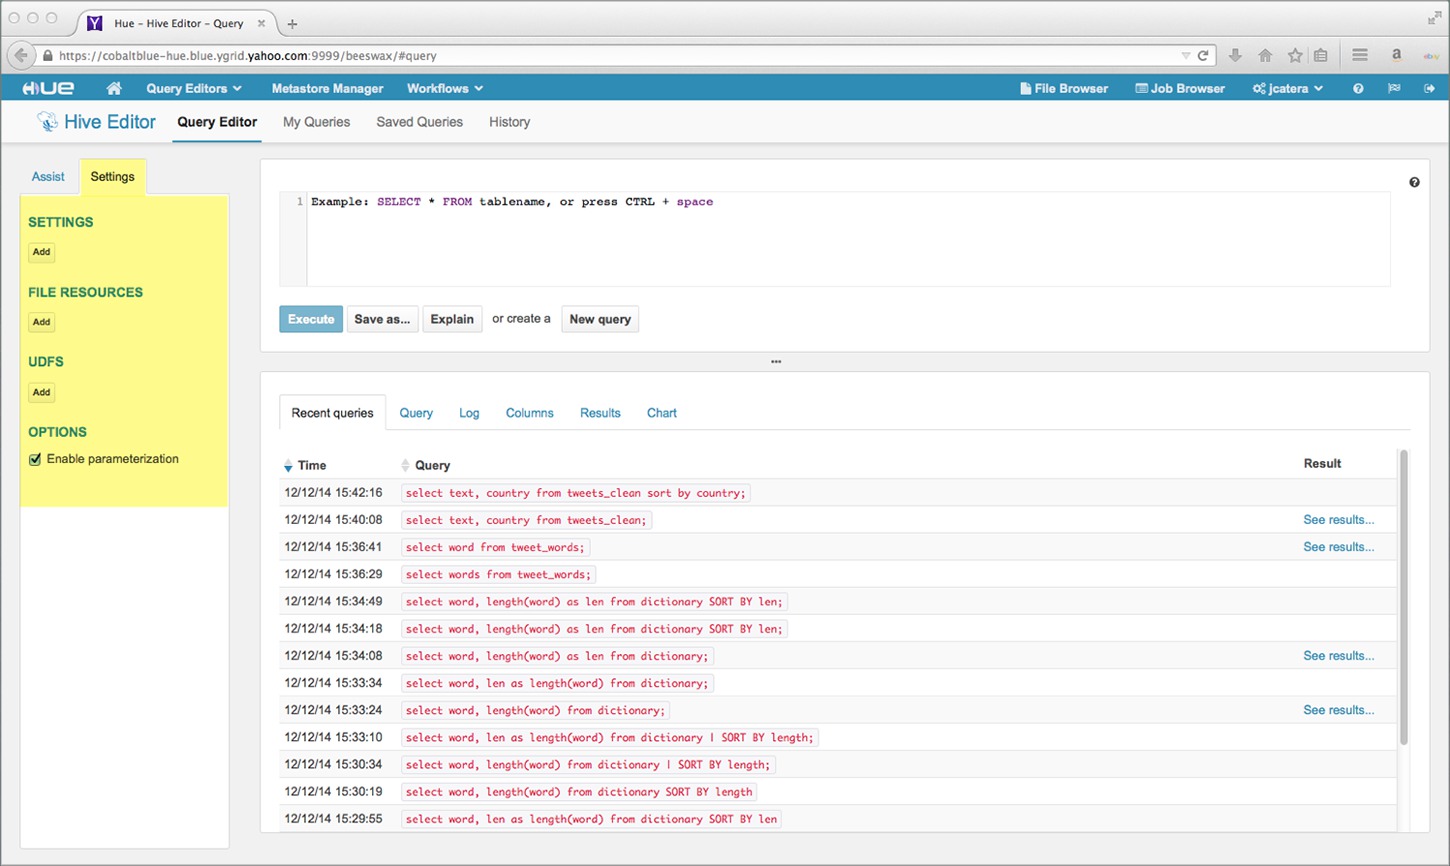 Hue - Hive Editor - Query
https://cobaltblue-hue.blue.ygrid.yahoo.com:9999/beeswax/#query
HUE Query Editors Metastore Manager Workflows File Browser Job Browser jcatera
Hive Editor Query Editor My Queries Saved Queries History
Assist Settings
SETTINGS
Add
FILE RESOURCES
Add
UDFS
Add
OPTIONS
Enable parameterization
1 Example: SELECT * FROM tablename, or press CTRL + space
Execute Save as... Explain or create a New query
Recent queries Query Log Columns Results Chart
Time Query Result
12/12/14 15:42:16 select text, country from tweets_clean sort by country;
12/12/14 15:40:08 select text, country from tweets_clean; See results...
12/12/14 15:36:41 select word from tweet_words; See results...
12/12/14 15:36:29 select words from tweet_words;
12/12/14 15:34:49 select word, length(word) as len from dictionary SORT BY len;
12/12/14 15:34:18 select word, length(word) as len from dictionary SORT BY len;
12/12/14 15:34:08 select word, length(word) as len from dictionary; See results...
12/12/14 15:33:34 select word, len as length(word) from dictionary;
12/12/14 15:33:24 select word, length(word) from dictionary; See results...
12/12/14 15:33:10 select word, len as length(word) from dictionary | SORT BY length;
12/12/14 15:30:34 select word, length(word) from dictionary | SORT BY length;
12/12/14 15:30:19 select word, length(word) from dictionary SORT BY length
12/12/14 15:29:55 select word, len as length(word) from dictionary SORT BY len